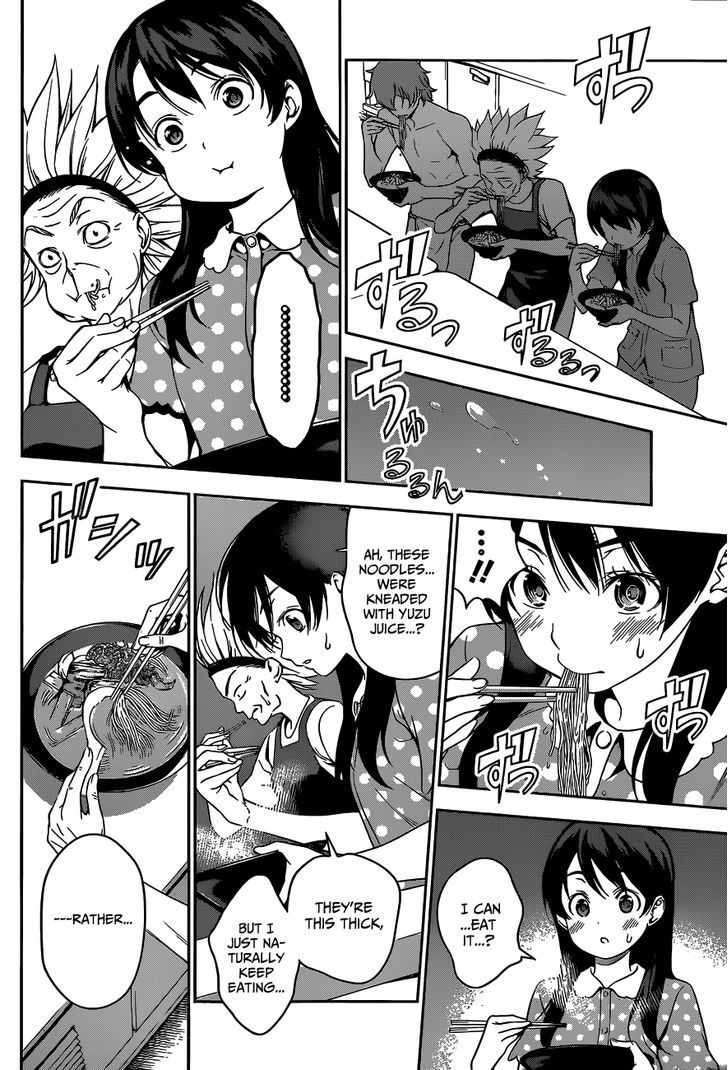 ずっ
ずるっ
ずるるっ
ちゅるるん
…………
…!!
ずっ
ずっ
I CAN
...EAT
IT...?
AH, THESE
NOODLES...
WERE
KNEADED
WITH YUZU
JUICE...?
THEY'RE
THIS THICK,
BUT I
JUST NA-
TURALLY
KEEP
EATING...
ガシッ
---RATHER...